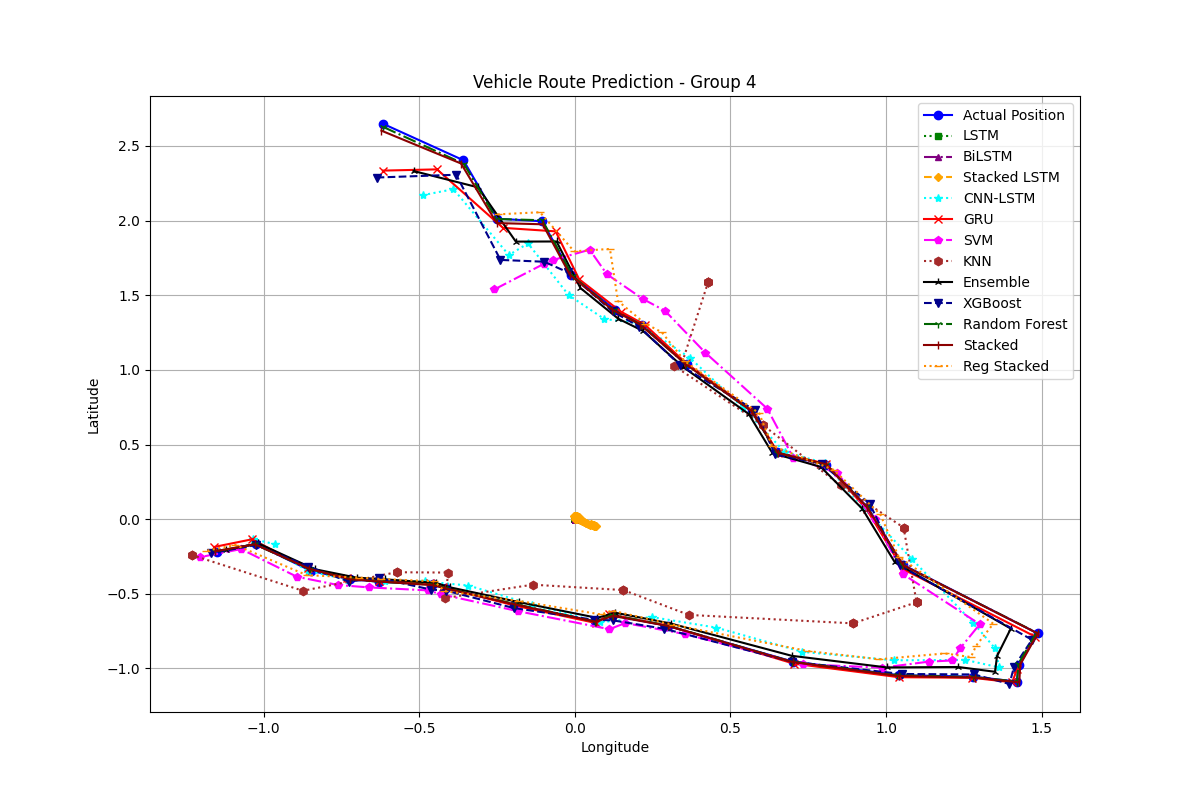 Vehicle Route Prediction - Group 4
Latitude
2.5
2.0
1.5
1.0
0.5
0.0
−0.5
−1.0
Actual Position
LSTM
BiLSTM
Stacked LSTM
CNN-LSTM
GRU
SVM
KNN
Ensemble
XGBoost
Random Forest
Stacked
Reg Stacked
−1.0 −0.5 0.0 0.5 1.0 1.5
Longitude